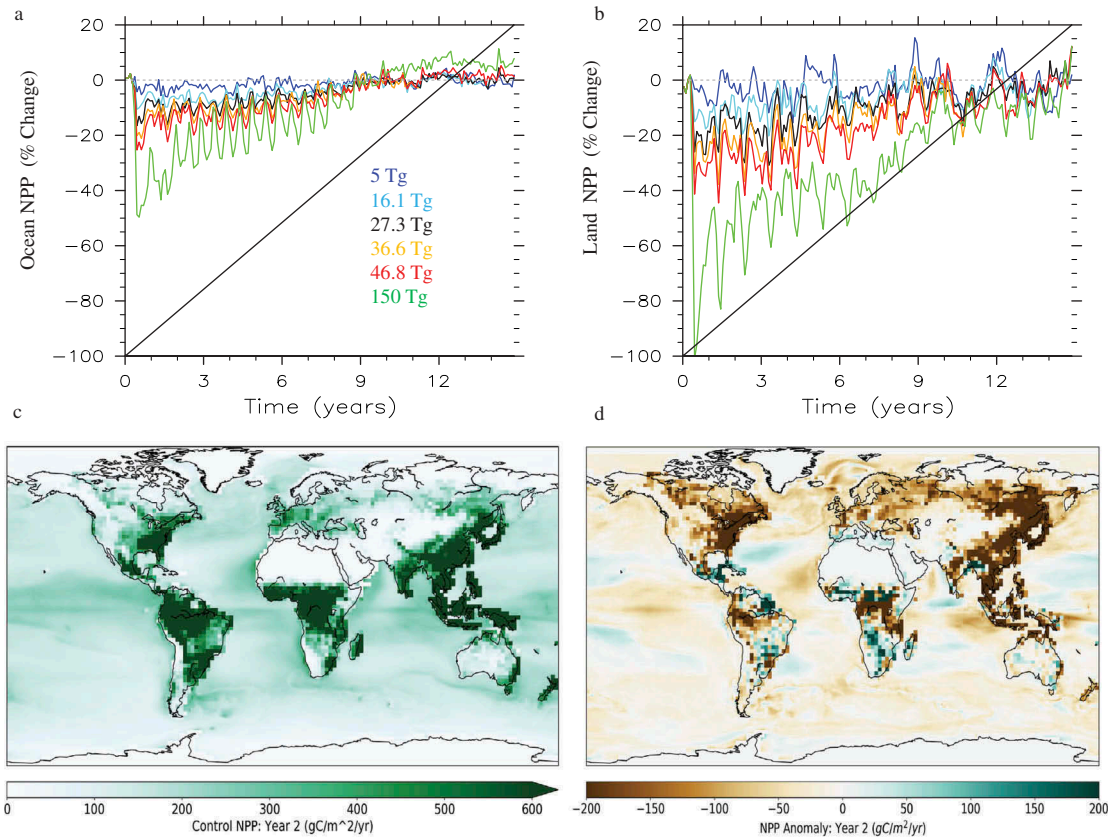 a
20
0
−20
−40
−60
−80
−100
Ocean NPP (% Change)
5 Tg
16.1 Tg
27.3 Tg
36.6 Tg
46.8 Tg
150 Tg
0 3 6 9 12
Time (years)
b
20
0
−20
−40
−60
−80
−100
Land NPP (% Change)
0 3 6 9 12
Time (years)
c
0 100 200 300 400 500 600
Control NPP: Year 2 (gC/m^2/yr)
d
−200 −150 −100 −50 0 50 100 150 200
NPP Anomaly: Year 2 (gC/m²/yr)